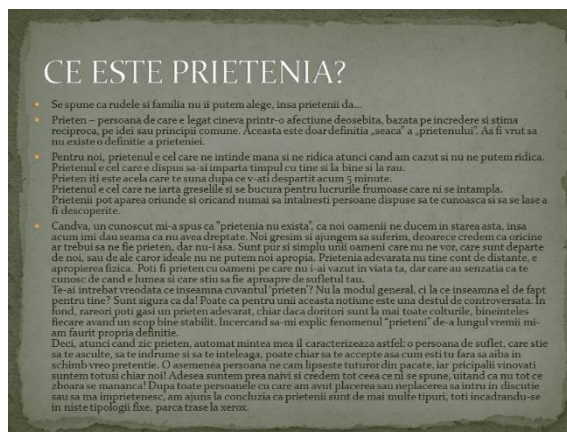 CE ESTE PRIETENIA?
Se spune ca rudele si familia nu ii putem alege, insa prietenii da...
Prieten – persoana de care e legat cineva printr-o afectiune deosebita, bazata pe incredere si stima
reciproca, pe idei sau principii comune. Aceasta este doar definitia „seaca” a „prietenului”. As fi vrut sa
nu existe o definitie a prieteniei.
Pentru noi, prietenul e cel care ne intinde mana si ne ridica atunci cand am cazut si nu ne putem ridica.
Prietenul e cel care e dispus sa-si imparta timpul cu tine si la bine si la rau.
Prieten iti este acela care te suna dupa ce v-ati despartit acum 5 minute.
Prietenul e cel care ne iarta greselile si se bucura pentru lucrurile frumoase care ni se intampla.
Prietenii pot aparea oriunde si oricand numai sa intalnesti persoane dispuse sa te cunoasca si sa se lase a
fi descoperite.
Candva, un cunoscut mi-a spus ca “prietenia nu exista”, ca noi oamenii ne ducem in starea asta, insa
acum imi dau seama ca nu avea dreptate. Noi gresim si ajungem sa suferim, deoarece credem ca oricine
ar trebui sa ne fie prieten, dar nu-i asa. Sunt pur si simplu unii oameni care nu ne vor, care sunt departe
de noi, sau de ale caror ideale nu ne putem noi apropia. Prietenia adevarata nu tine cont de distante, e
apropierea fizica. Poti fi prieten cu oameni pe care nu i-ai vazut in viata ta, dar care au senzatia ca te
cunosc de cand e lumea si care stiu sa fie aproape de sufletul tau.
Te-ai intrebat vreodata ce inseamna cuvantul ‘prieten’? Nu la modul general, ci la ce inseamna el de fapt
pentru tine? Sunt sigura ca da! Poate ca pentru unii aceasta notiune este una destul de controversata. In
fond, rareori poti gasi un prieten adevarat, chiar daca doritori sunt la mai toate colturile, bineinteles
fiecare avand un scop bine stabilit. Incercand sa-mi explic fenomenul “prieteni” de-a lungul vremii mi-
am faurit propria definitie.
Deci, atunci cand zic prieten, automat mintea mea il caracterizeaza astfel: o persoana de suflet, care stie
sa te asculte, sa te indrume si sa te inteleaga, poate chiar sa te accepte asa cum esti tu fara sa aiba in
schimb vreo pretentie. O asemenea persoana ne cam lipseste tuturor din pacate, iar pricipalii vinovati
suntem totusi chiar noi! Adesea suntem prea naivi si credem tot ceea ce ni se spune, uitand ca nu tot ce
zboara se mananca! Dupa toate persoanele cu care am avut placerea sau neplacerea sa intru in discutie
sau sa ma imprietenesc, am ajuns la concluzia ca prietenii sunt de mai multe tipuri, toti incadrandu-se
in niste tipologii fixe, parca trase la xerox.